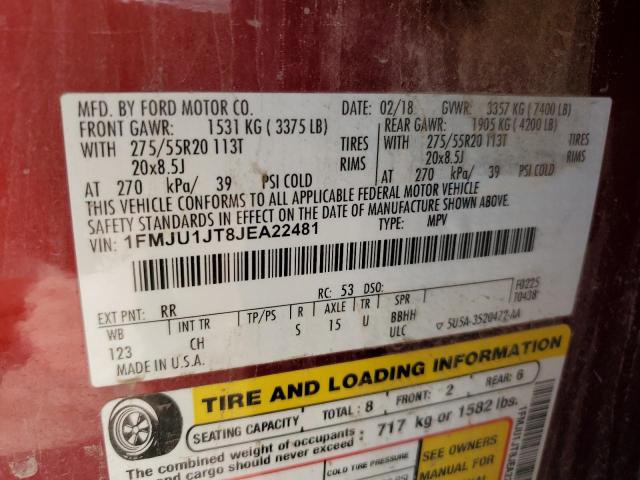 MFD. BY FORD MOTOR CO. DATE: 02/18 GVWR: 3357 KG ( 7400 LB)
FRONT GAWR: 1531 KG ( 3375 LB) REAR GAWR: 1905 KG ( 4200 LB)
WITH 275/55R20 113T TIRES WITH 275/55R20 113T TIRES
20x8.5J RIMS 20x8.5J RIMS
AT 270 kPa/ 39 PSI COLD AT 270 kPa/ 39 PSI COLD
THIS VEHICLE CONFORMS TO ALL APPLICABLE FEDERAL MOTOR VEHICLE
SAFETY STANDARDS IN EFFECT ON THE DATE OF MANUFACTURE SHOWN ABOVE.
VIN: 1FMJU1JT8JEA22481 TYPE: MPV
F0225
T0438
EXT PNT: RR RC: 53 DSO:
WB INT TR TP/PS R AXLE TR SPR
123 CH S 15 U BBHH
ULC 5U5A-3520472-AA
MADE IN U.S.A.
TIRE AND LOADING INFORMATION
SEATING CAPACITY TOTAL: 8 FRONT: 2 REAR: 6
The combined weight of occupants
and cargo should never exceed: 717 kg or 1582 lbs.
COLD TIRE PRESSURE
SEE OWNERS
MANUAL FOR